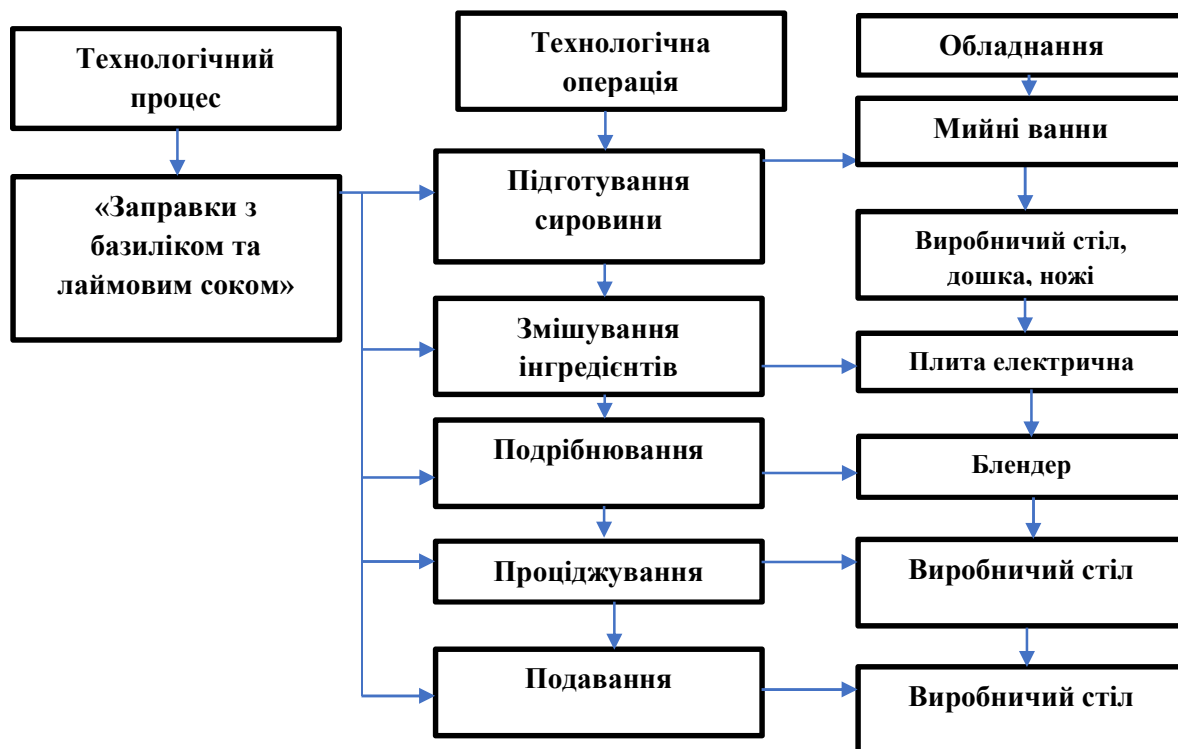 Технологічний
процес
«Заправки з
базиліком та
лаймовим соком»
Технологічна
операція
Підготування
сировини
Змішування
інгредієнтів
Подрібнювання
Проціджування
Подавання
Обладнання
Мийні ванни
Виробничий стіл,
дошка, ножі
Плита електрична
Блендер
Виробничий стіл
Виробничий стіл